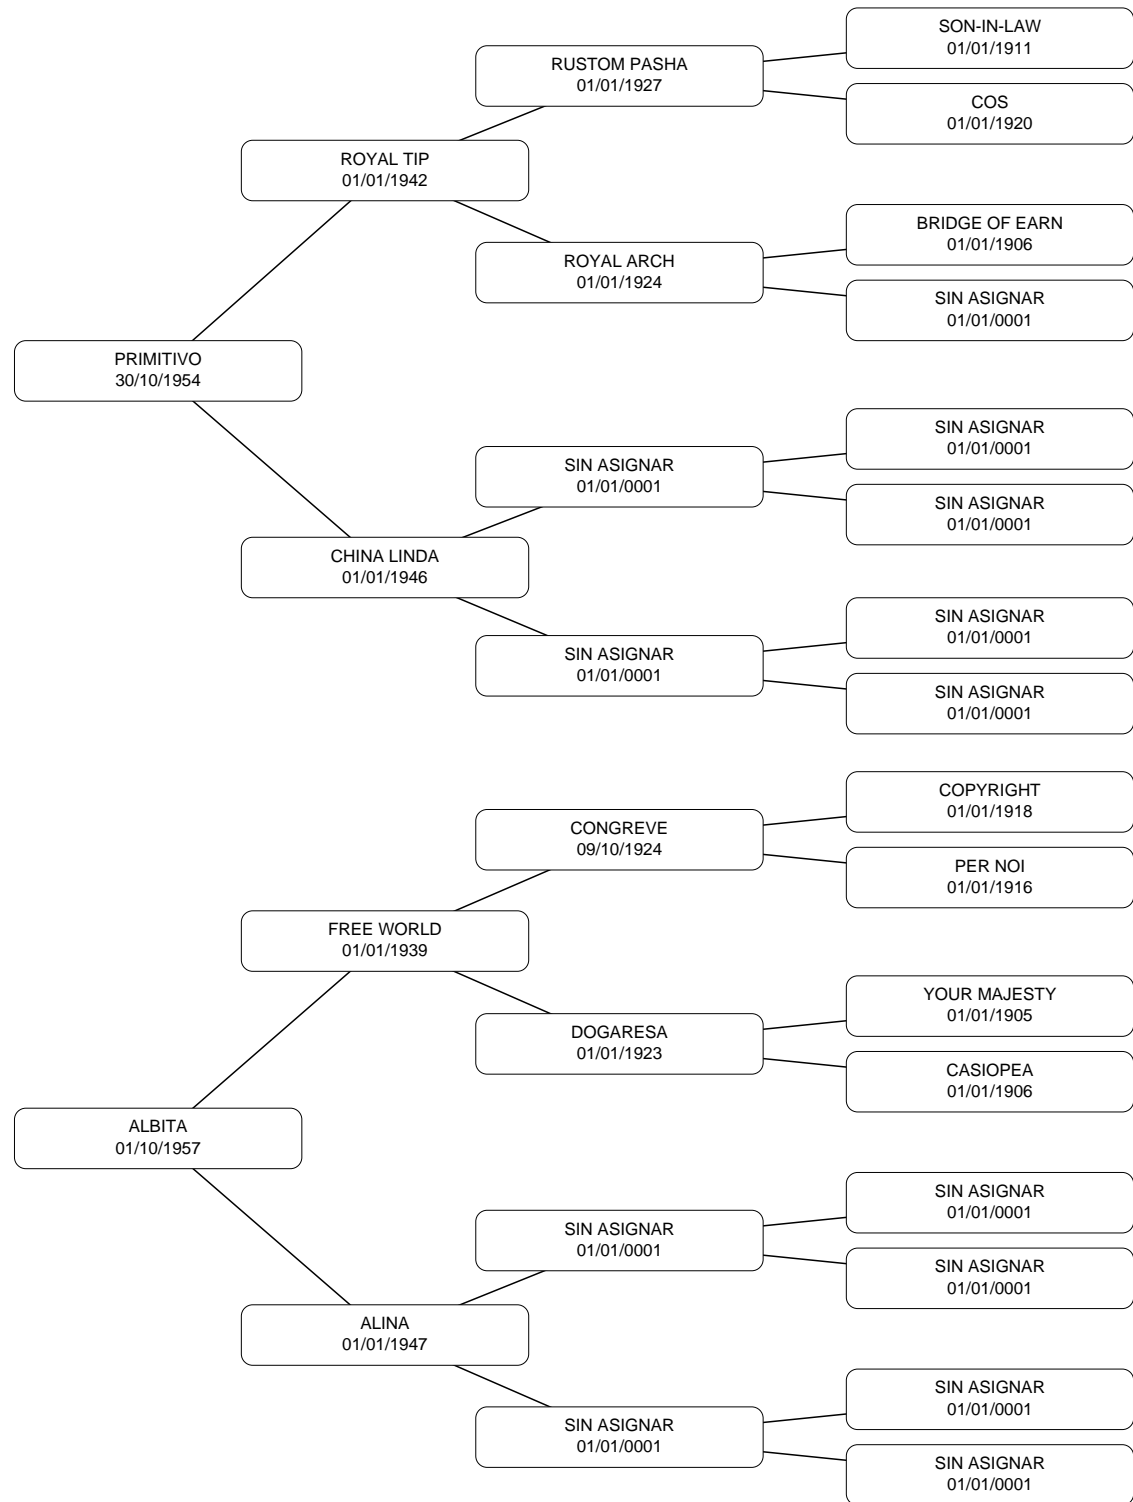 SON-IN-LAW
01/01/1911
RUSTOM PASHA
01/01/1927
COS
01/01/1920
ROYAL TIP
01/01/1942
BRIDGE OF EARN
01/01/1906
ROYAL ARCH
01/01/1924
SIN ASIGNAR
01/01/0001
PRIMITIVO
30/10/1954
SIN ASIGNAR
01/01/0001
SIN ASIGNAR
01/01/0001
SIN ASIGNAR
01/01/0001
CHINA LINDA
01/01/1946
SIN ASIGNAR
01/01/0001
SIN ASIGNAR
01/01/0001
SIN ASIGNAR
01/01/0001
COPYRIGHT
01/01/1918
CONGREVE
09/10/1924
PER NOI
01/01/1916
FREE WORLD
01/01/1939
YOUR MAJESTY
01/01/1905
DOGARESA
01/01/1923
CASIOPEA
01/01/1906
ALBITA
01/10/1957
SIN ASIGNAR
01/01/0001
SIN ASIGNAR
01/01/0001
SIN ASIGNAR
01/01/0001
ALINA
01/01/1947
SIN ASIGNAR
01/01/0001
SIN ASIGNAR
01/01/0001
SIN ASIGNAR
01/01/0001